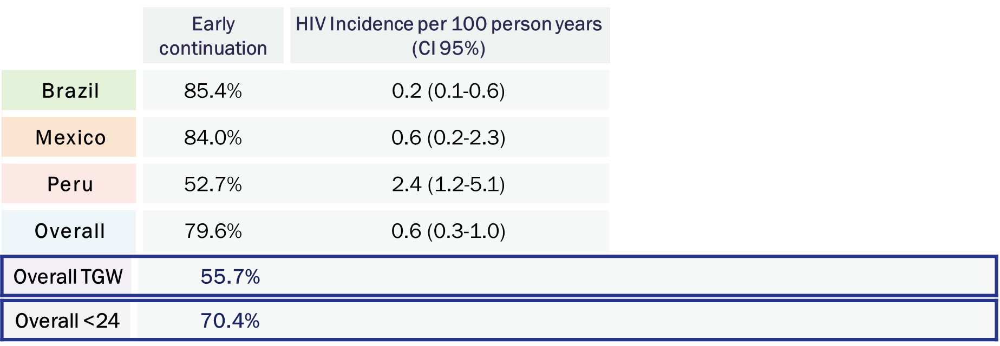 Early
continuation
HIV Incidence per 100 person years
(CI 95%)
Brazil 85.4% 0.2 (0.1-0.6)
Mexico 84.0% 0.6 (0.2-2.3)
Peru 52.7% 2.4 (1.2-5.1)
Overall 79.6% 0.6 (0.3-1.0)
Overall TGW 55.7%
Overall <24 70.4%